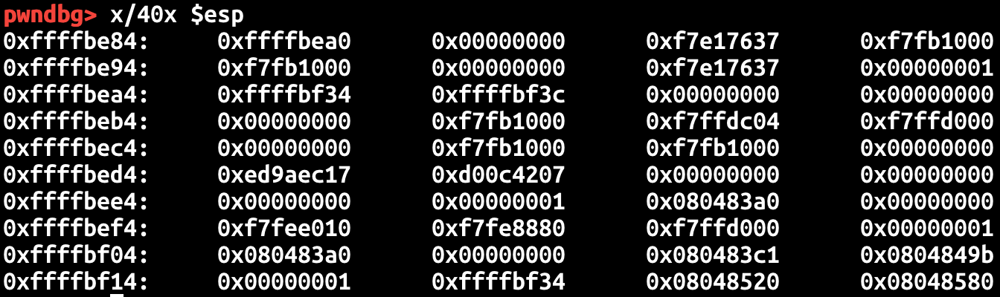 pwndbg> x/40x $esp
0xffffbe84: 0xffffbea0 0x00000000 0xf7e17637 0xf7fb1000
0xffffbe94: 0xf7fb1000 0x00000000 0xf7e17637 0x00000001
0xffffbea4: 0xffffbf34 0xffffbf3c 0x00000000 0x00000000
0xffffbeb4: 0x00000000 0xf7fb1000 0xf7ffdc04 0xf7ffd000
0xffffbec4: 0x00000000 0xf7fb1000 0xf7fb1000 0x00000000
0xffffbed4: 0xed9aec17 0xd00c4207 0x00000000 0x00000000
0xffffbee4: 0x00000000 0x00000001 0x080483a0 0x00000000
0xffffbef4: 0xf7fee010 0xf7fe8880 0xf7ffd000 0x00000001
0xffffbf04: 0x080483a0 0x00000000 0x080483c1 0x0804849b
0xffffbf14: 0x00000001 0xffffbf34 0x08048520 0x08048580